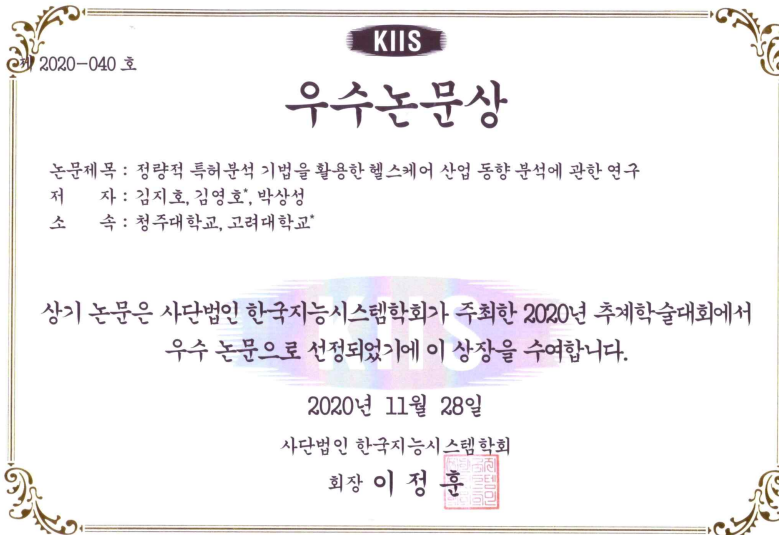 KIIS
제 2020-040 호
우수논문상
논문제목 : 정량적 특허분석 기법을 활용한 헬스케어 산업 동향 분석에 관한 연구
저 자 : 김지호, 김영호*, 박상성
소 속 : 청주대학교, 고려대학교*
KIIS
상기 논문은 사단법인 한국지능시스템학회가 주최한 2020년 추계학술대회에서
우수 논문으로 선정되었기에 이 상장을 수여합니다.
2020년 11월 28일
사단법인 한국지능시스템학회
회장 이 정 훈